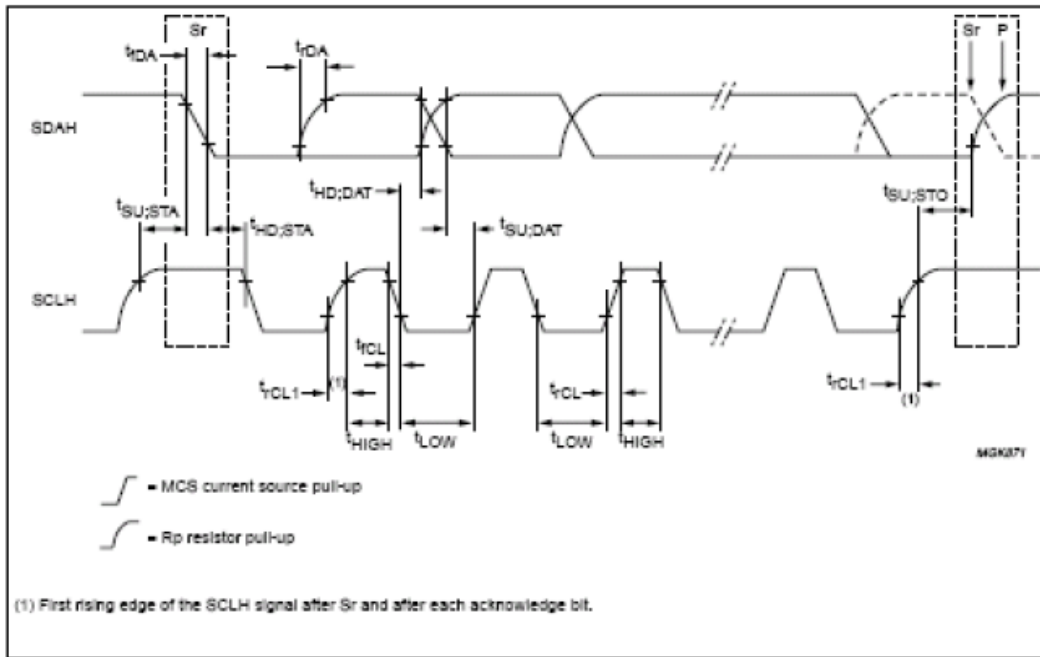 Sr
Sr P
tfDA
trDA
SDAH
tHD;DAT
tSU;STO
tSU;STA
tHD;STA
tSU;DAT
SCLH
tfCL
trCL1 (1)
trCL
trCL1 (1)
tHIGH
tLOW
tLOW
tHIGH
MGK871
= MCS current source pull-up
= Rp resistor pull-up
(1) First rising edge of the SCLH signal after Sr and after each acknowledge bit.